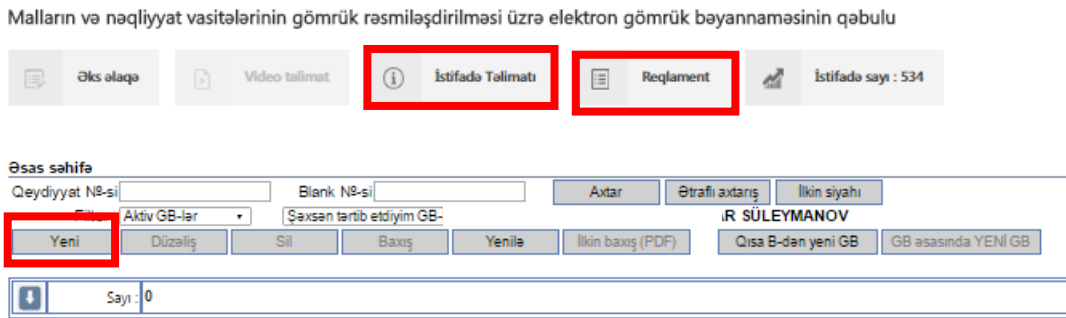 Malların və nəqliyyat vasitələrinin gömrük rəsmiləşdirilməsi üzrə elektron gömrük bəyannaməsinin qəbulu
Əks əlaqə Video təlimat İstifadə Təlimatı Reqlament İstifadə sayı : 534
Əsas səhifə
Qeydiyyat №-si Blank №-si Axtar Ətraflı axtarış İlkin siyahı
Aktiv GB-lər Şəxsən tərtib etdiyim GB- R SÜLEYMANOV
Yeni Düzəliş Sil Baxış Yenilə İlkin baxış (PDF) Qısa B-dən yeni GB GB əsasında YENİ GB
Sayı : 0